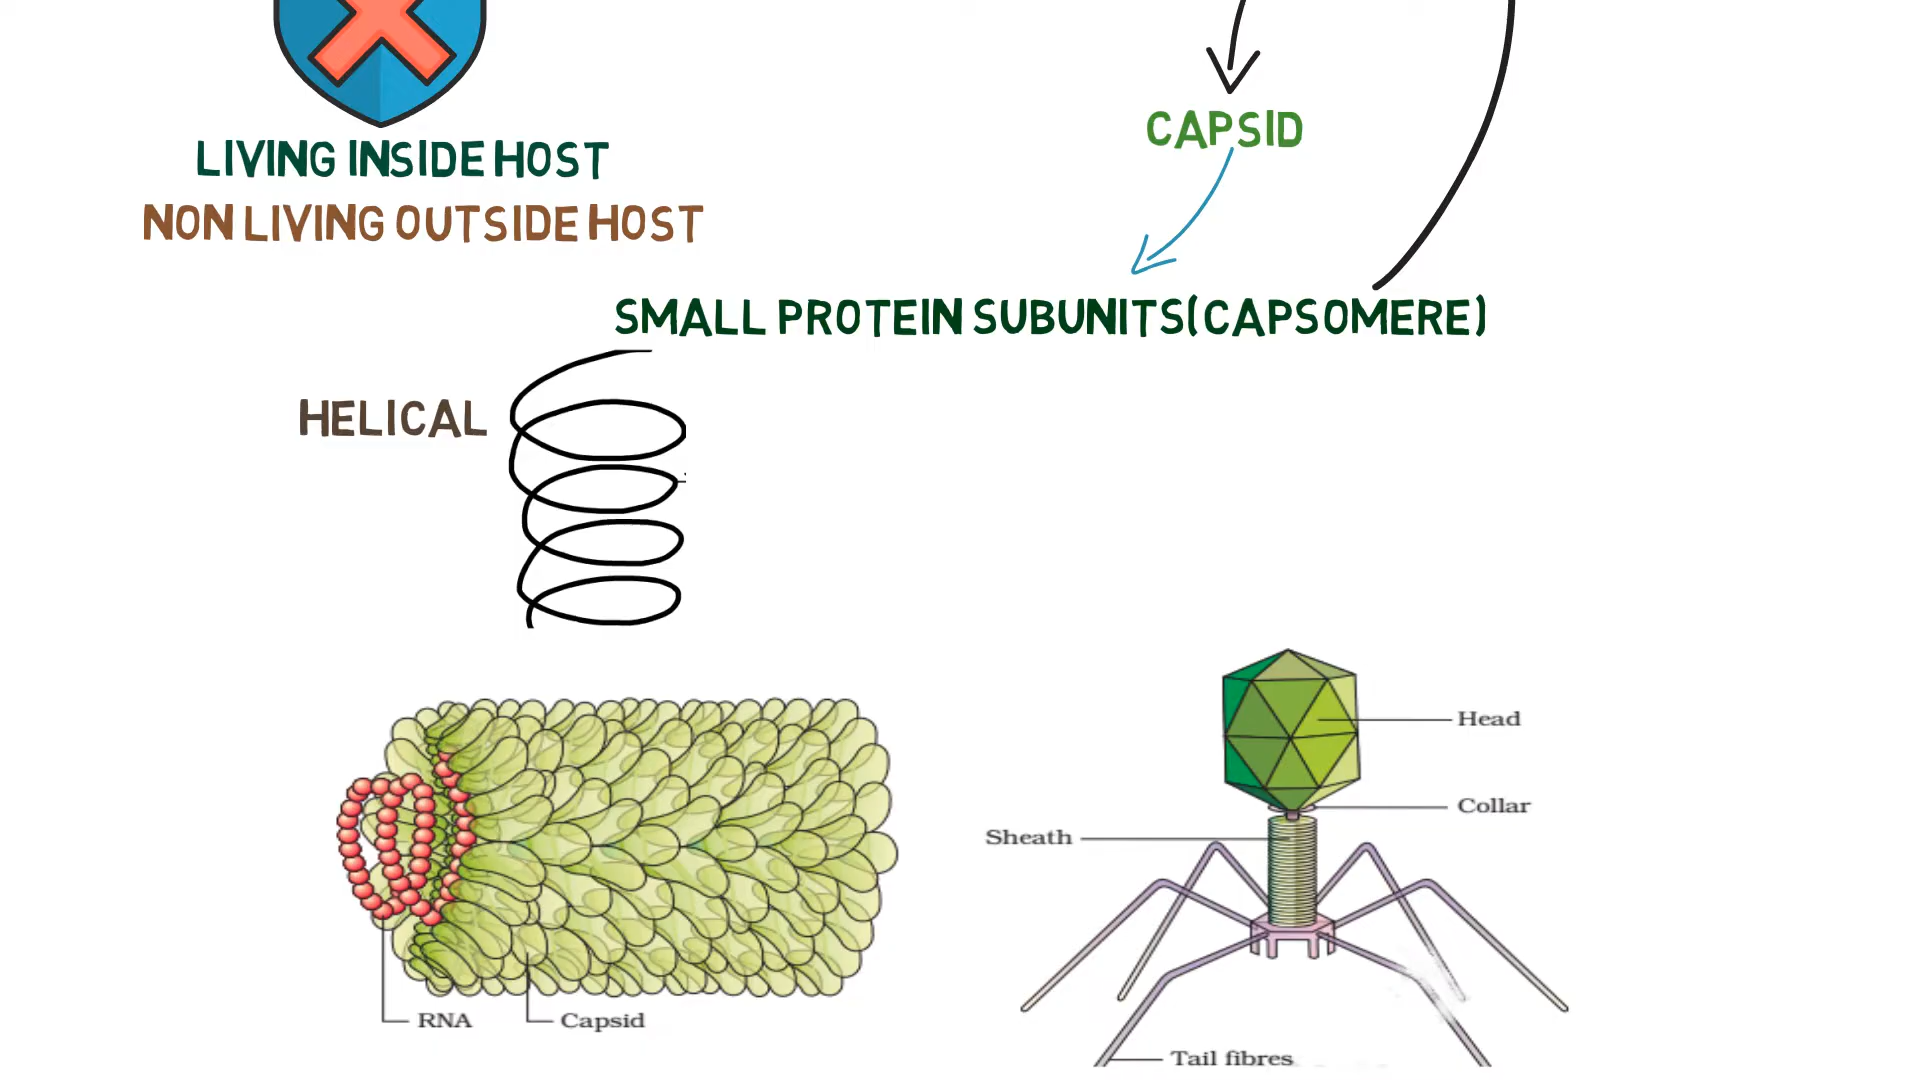 CAPSID
LIVING INSIDE HOST
NON LIVING OUTSIDE HOST
SMALL PROTEIN SUBUNITS(CAPSOMERE)
HELICAL
Head
Collar
Sheath
RNA
Capsid
Tail fibres